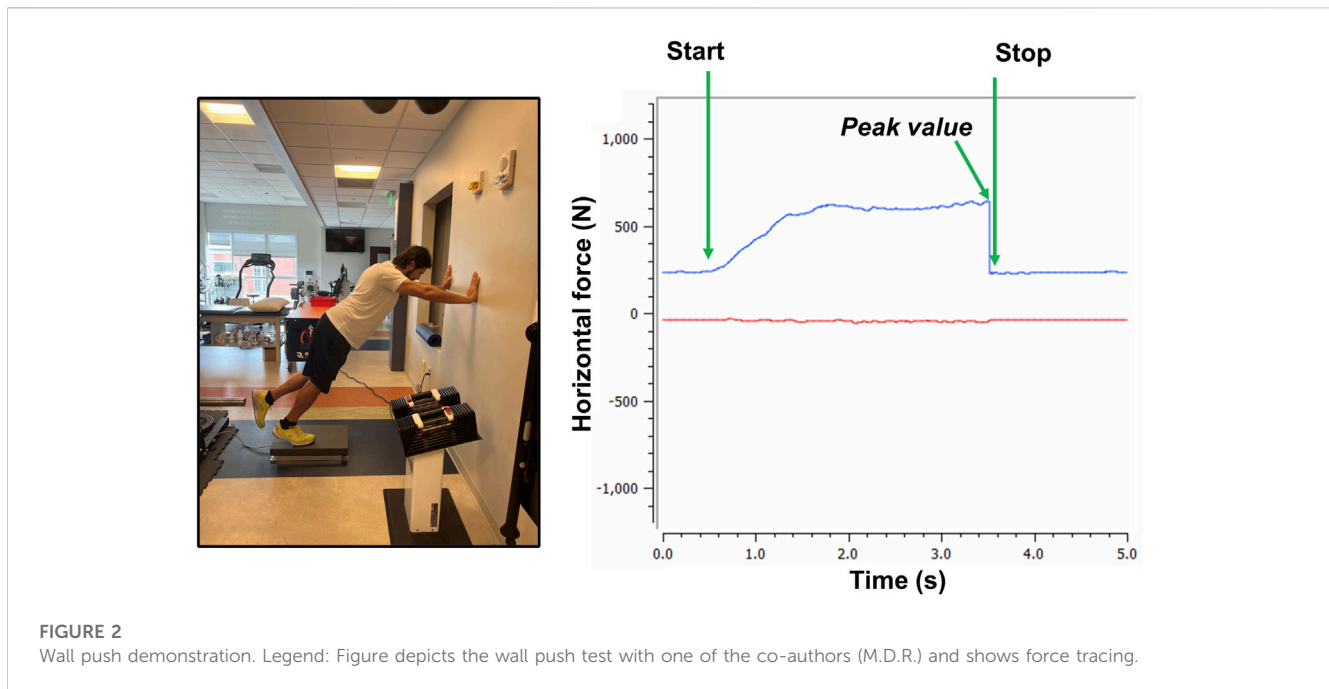 Start
Stop
Peak value
Horizontal force (N)
1,000
500
0
-500
-1,000
0.0 1.0 2.0 3.0 4.0 5.0
Time (s)
FIGURE 2
Wall push demonstration. Legend: Figure depicts the wall push test with one of the co-authors (M.D.R.) and shows force tracing.